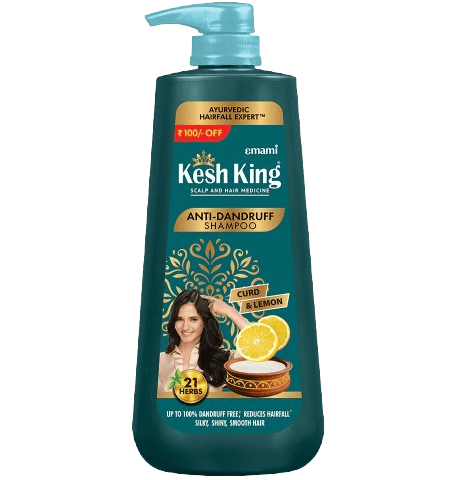 AYURVEDIC
HAIRFALL EXPERT™
₹100/- OFF
emami
Kesh King®
SCALP AND HAIR MEDICINE
ANTI-DANDRUFF
SHAMPOO
CURD
& LEMON
21
HERBS
UP TO 100% DANDRUFF FREE*, REDUCES HAIRFALL^
SILKY, SHINY, SMOOTH HAIR